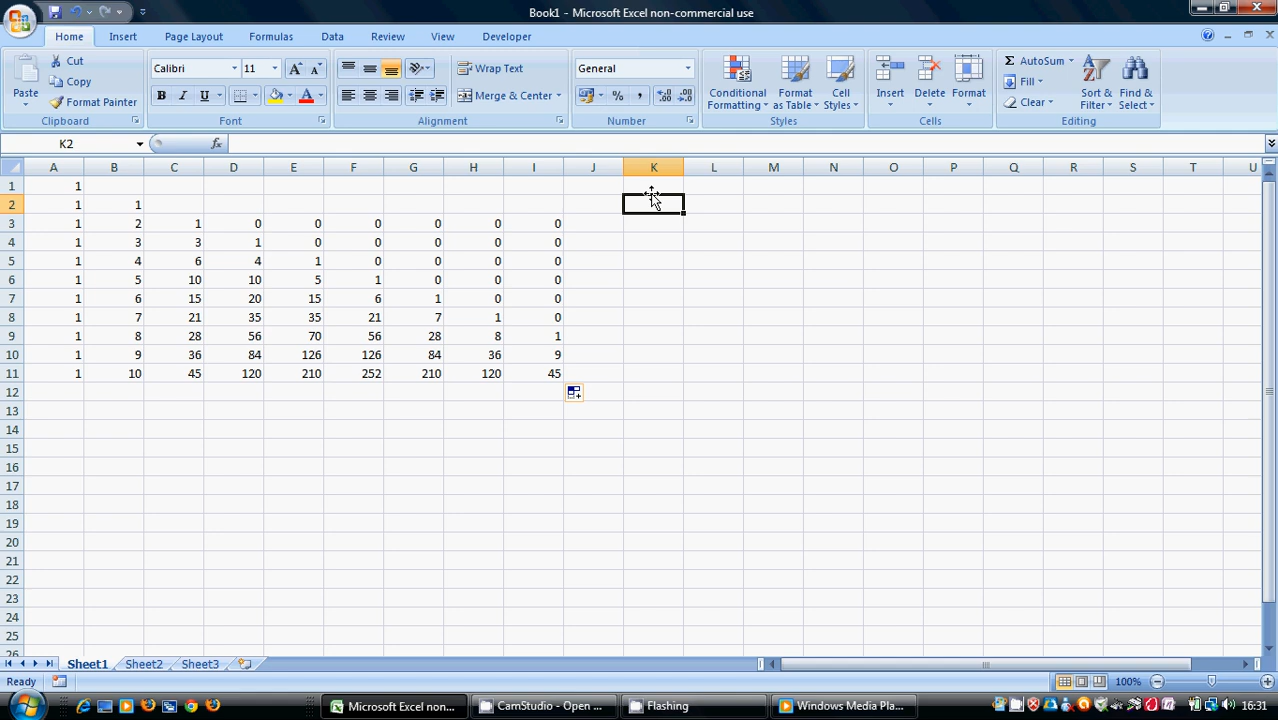 Book1 - Microsoft Excel non-commercial use
Home Insert Page Layout Formulas Data Review View Developer
Paste
Cut
Copy
Format Painter
Clipboard
Calibri 11
B I U
Font
Wrap Text
Merge & Center
Alignment
General
Number
Conditional Formatting
Format as Table
Cell Styles
Styles
Insert
Delete
Format
Cells
AutoSum
Fill
Clear
Sort & Filter
Find & Select
Editing
K2 fx
A B C D E F G H I J K L M N O P Q R S T U
1 1
2 1 1
3 1 2 1 0 0 0 0 0 0
4 1 3 3 1 0 0 0 0 0
5 1 4 6 4 1 0 0 0 0
6 1 5 10 10 5 1 0 0 0
7 1 6 15 20 15 6 1 0 0
8 1 7 21 35 35 21 7 1 0
9 1 8 28 56 70 56 28 8 1
10 1 9 36 84 126 126 84 36 9
11 1 10 45 120 210 252 210 120 45
12
13
14
15
16
17
18
19
20
21
22
23
24
25
26
Sheet1 Sheet2 Sheet3
Ready 100%
Microsoft Excel non... CamStudio - Open ... Flashing Windows Media Pla... 16:31